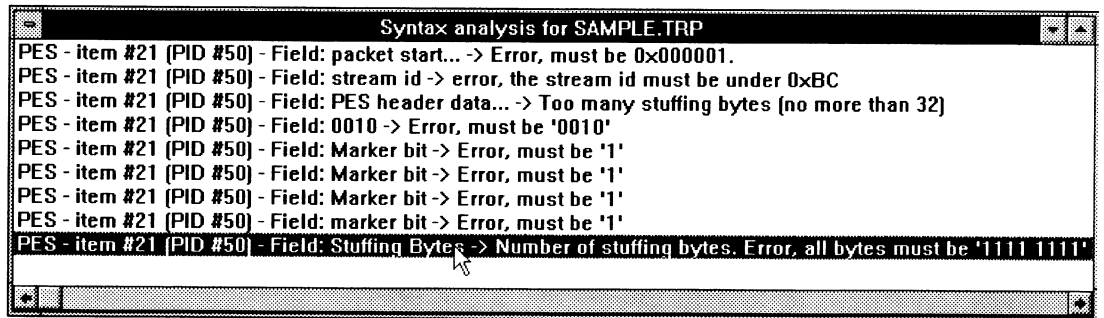 Syntax analysis for SAMPLE.TRP
PES - item #21 (PID #50) - Field: packet start... -> Error, must be 0x000001.
PES - item #21 (PID #50) - Field: stream id -> error, the stream id must be under 0xBC
PES - item #21 (PID #50) - Field: PES header data... -> Too many stuffing bytes (no more than 32)
PES - item #21 (PID #50) - Field: 0010 -> Error, must be '0010'
PES - item #21 (PID #50) - Field: Marker bit -> Error, must be '1'
PES - item #21 (PID #50) - Field: Marker bit -> Error, must be '1'
PES - item #21 (PID #50) - Field: Marker bit -> Error, must be '1'
PES - item #21 (PID #50) - Field: marker bit -> Error, must be '1'
PES - item #21 (PID #50) - Field: Stuffing Bytes -> Number of stuffing bytes. Error, all bytes must be '1111 1111'